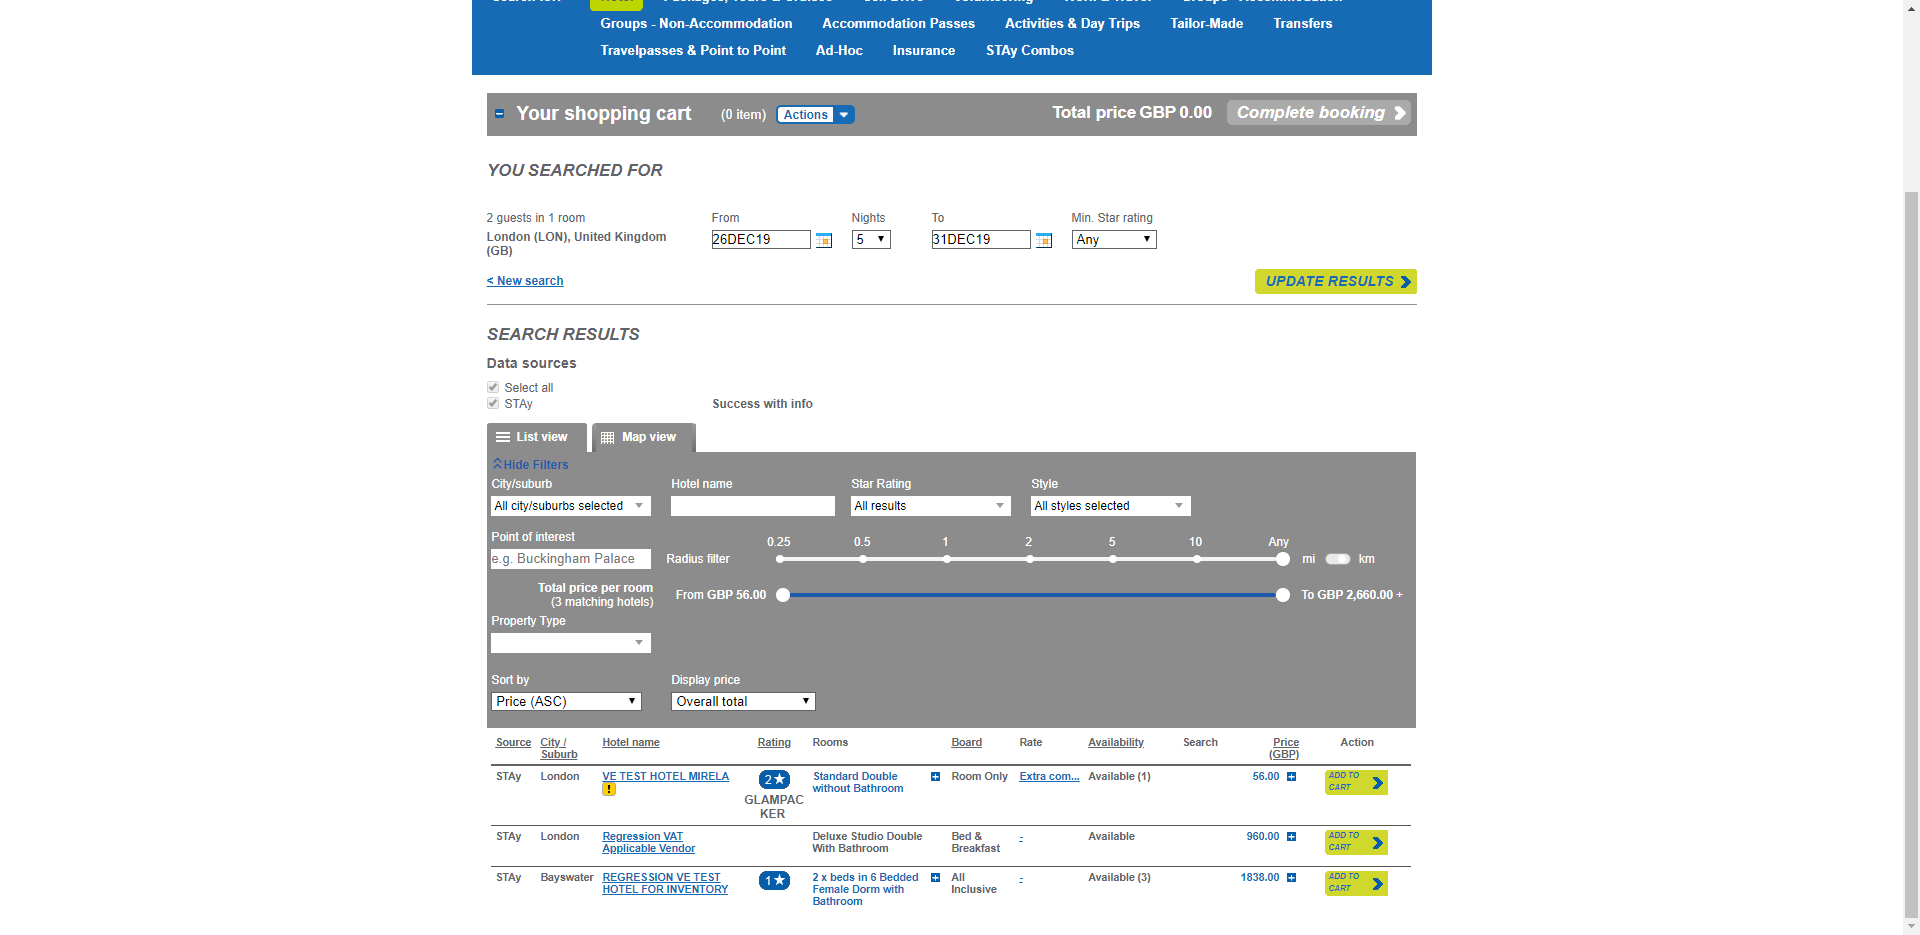 Groups - Non-Accommodation Accommodation Passes Activities & Day Trips Tailor-Made Transfers
Travelpasses & Point to Point Ad-Hoc Insurance STAy Combos
Your shopping cart (0 item) Actions Total price GBP 0.00 Complete booking
YOU SEARCHED FOR
2 guests in 1 room From Nights To Min. Star rating
London (LON), United Kingdom
(GB)
26DEC19 5 31DEC19 Any
< New search UPDATE RESULTS
SEARCH RESULTS
Data sources
Select all
STAy Success with info
List view Map view
Hide Filters
City/suburb Hotel name Star Rating Style
All city/suburbs selected All results All styles selected
Point of interest 0.25 0.5 1 2 5 10 Any
e.g. Buckingham Palace Radius filter mi km
Total price per room
(3 matching hotels) From GBP 56.00 To GBP 2,660.00 +
Property Type
Sort by Display price
Price (ASC) Overall total
Source City / Hotel name Rating Rooms Board Rate Availability Search Price Action
Suburb (GBP)
STAy London VE TEST HOTEL MIRELA 2 Standard Double Room Only Extra com... Available (1) 56.00 ADD TO
! without Bathroom CART
GLAMPAC
KER
STAy London Regression VAT Deluxe Studio Double Bed & - Available 960.00 ADD TO
Applicable Vendor With Bathroom Breakfast CART
STAy Bayswater REGRESSION VE TEST 1 2 x beds in 6 Bedded All - Available (3) 1838.00 ADD TO
HOTEL FOR INVENTORY Female Dorm with Inclusive CART
Bathroom